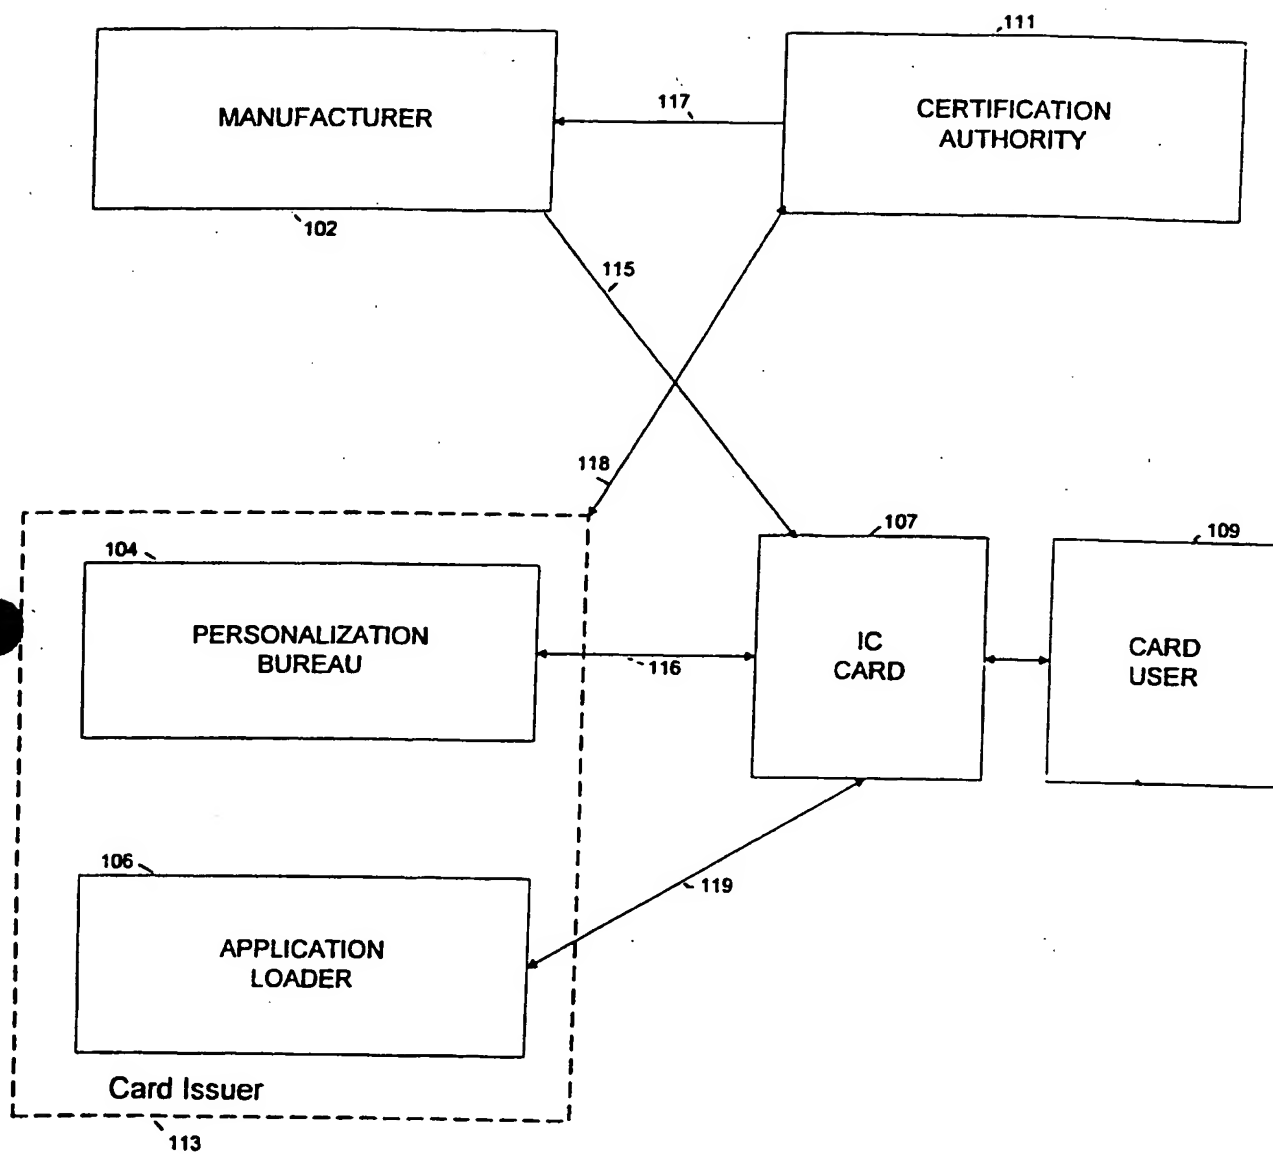 111
MANUFACTURER
117
CERTIFICATION
AUTHORITY
102
115
118
107
109
104
PERSONALIZATION
BUREAU
116
IC
CARD
CARD
USER
106
119
APPLICATION
LOADER
Card Issuer
113